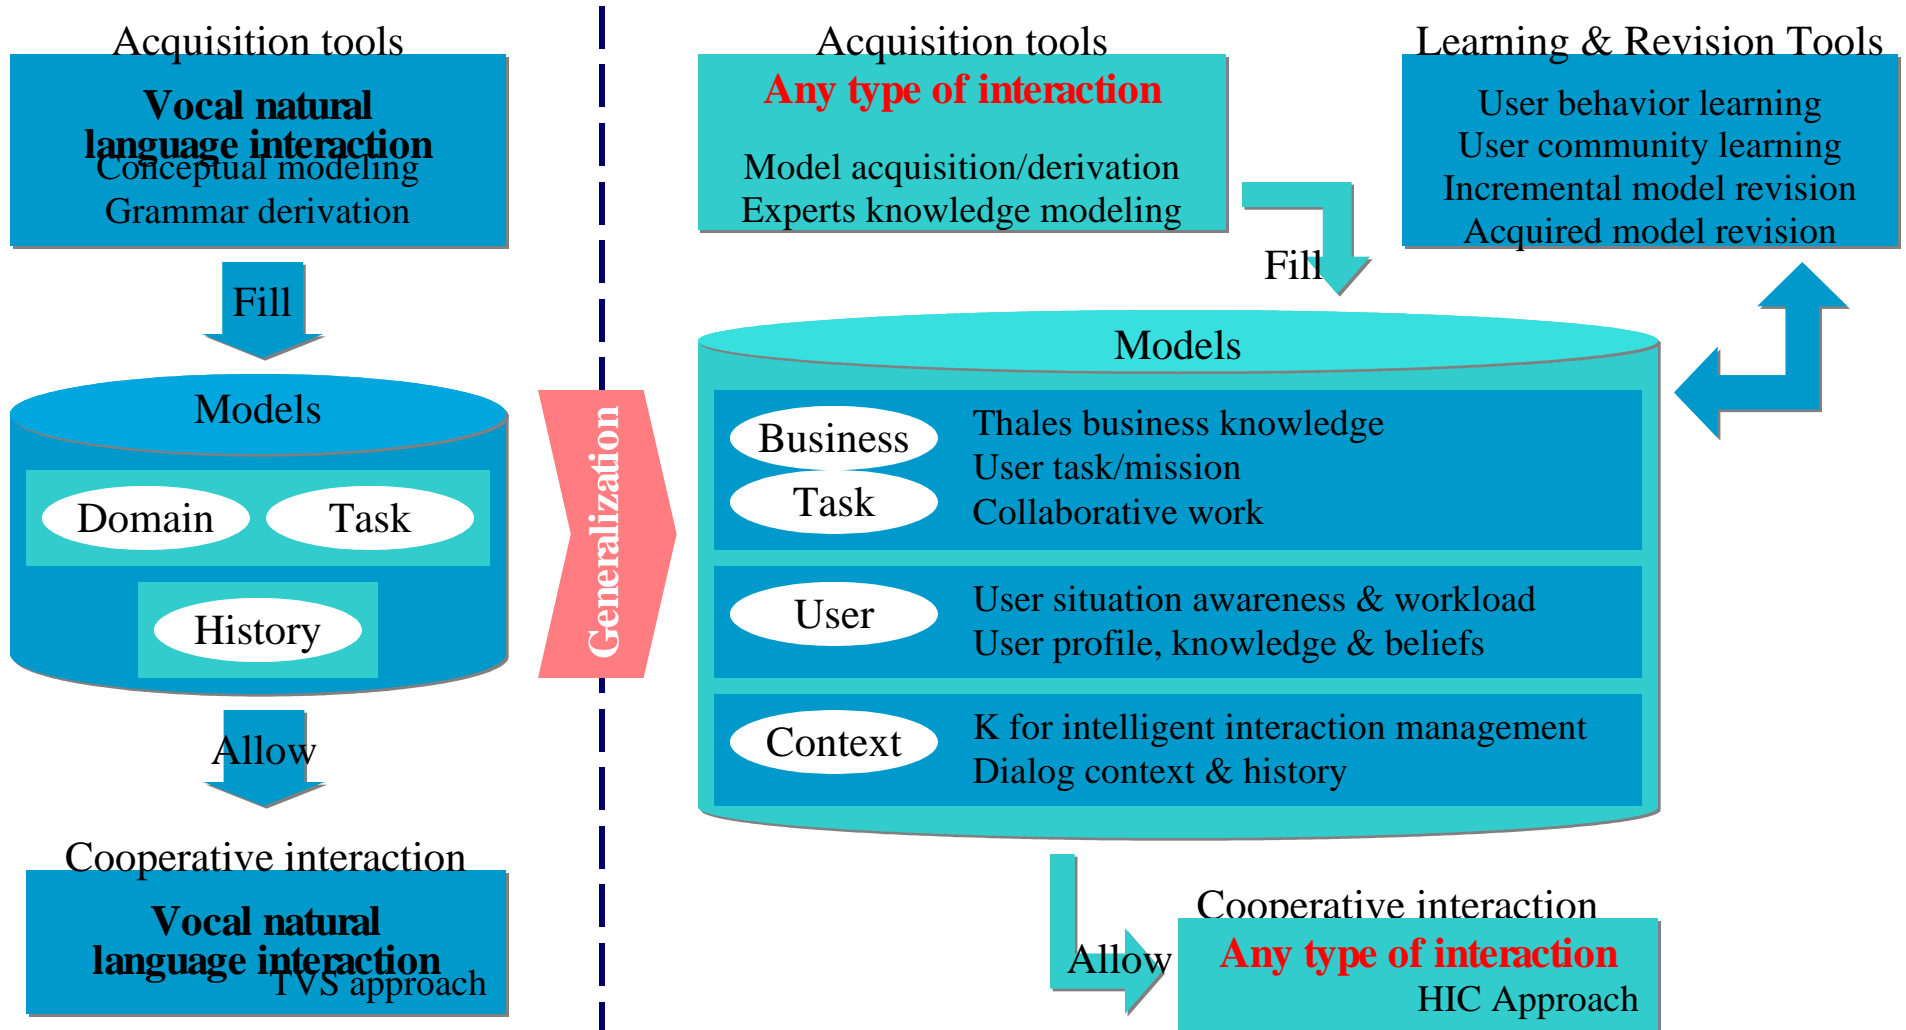 Acquisition tools
Vocal natural
language interaction
Conceptual modeling
Grammar derivation
Fill
Models
Domain
Task
History
Allow
Cooperative interaction
Vocal natural
language interaction
TVS approach
Generalization
Acquisition tools
Any type of interaction
Model acquisition/derivation
Experts knowledge modeling
Fill
Learning & Revision Tools
User behavior learning
User community learning
Incremental model revision
Acquired model revision
Models
Business
Task
Thales business knowledge
User task/mission
Collaborative work
User
User situation awareness & workload
User profile, knowledge & beliefs
Context
K for intelligent interaction management
Dialog context & history
Allow
Cooperative interaction
Any type of interaction
HIC Approach